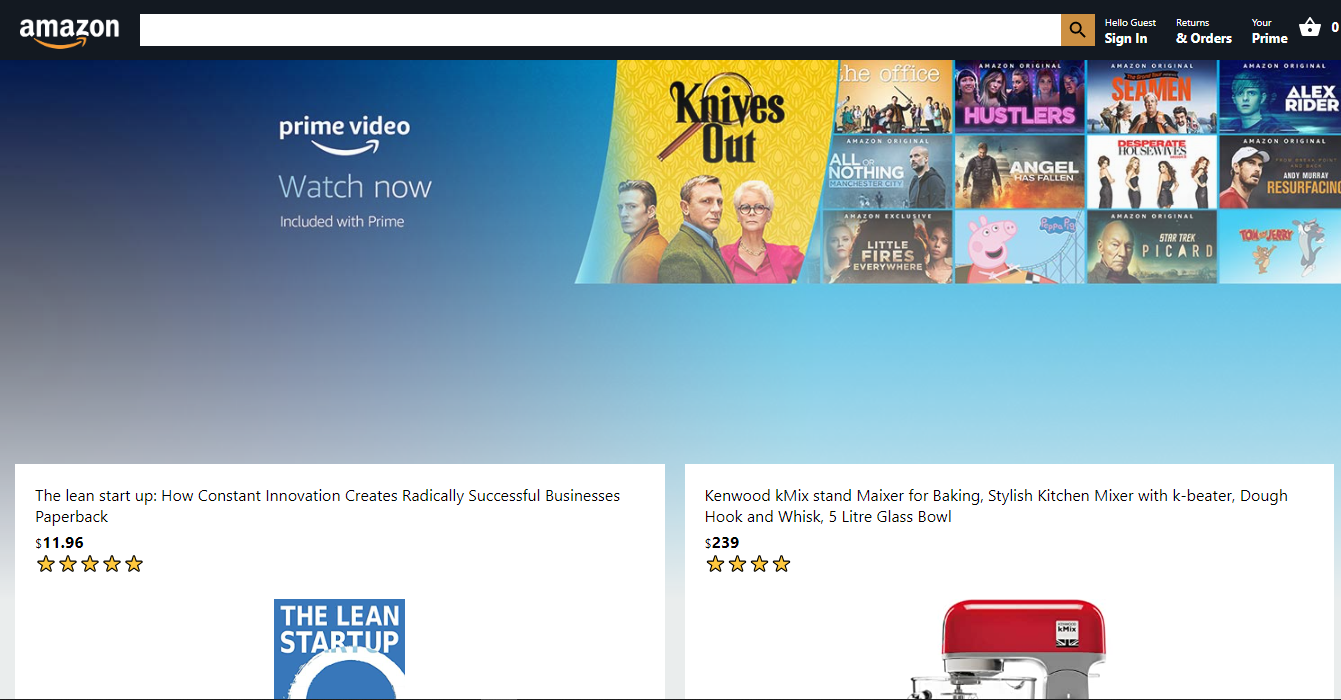 amazon
Hello Guest
Sign In
Returns
& Orders
Your
Prime
0
prime video
Watch now
Included with Prime
Knives
Out
the office
AMAZON ORIGINAL
HUSTLERS
AMAZON ORIGINAL
The Grand Tour
SEAMEN
AMAZON ORIGINAL
ALEX
RIDER
AMAZON ORIGINAL
ALL OR
NOTHING
MANCHESTER CITY
ANGEL
HAS FALLEN
DESPERATE
HOUSEWIVES
AMAZON ORIGINAL
FROM BREAK POINT
AND BACK
ANDY MURRAY
RESURFACING
AMAZON EXCLUSIVE
LITTLE
FIRES
EVERYWHERE
Peppa Pig
AMAZON ORIGINAL
STAR TREK
PICARD
TOM AND JERRY
The lean start up: How Constant Innovation Creates Radically Successful Businesses
Paperback
$11.96
Kenwood kMix stand Maixer for Baking, Stylish Kitchen Mixer with k-beater, Dough
Hook and Whisk, 5 Litre Glass Bowl
$239
THE LEAN
STARTUP
KENWOOD
kMix